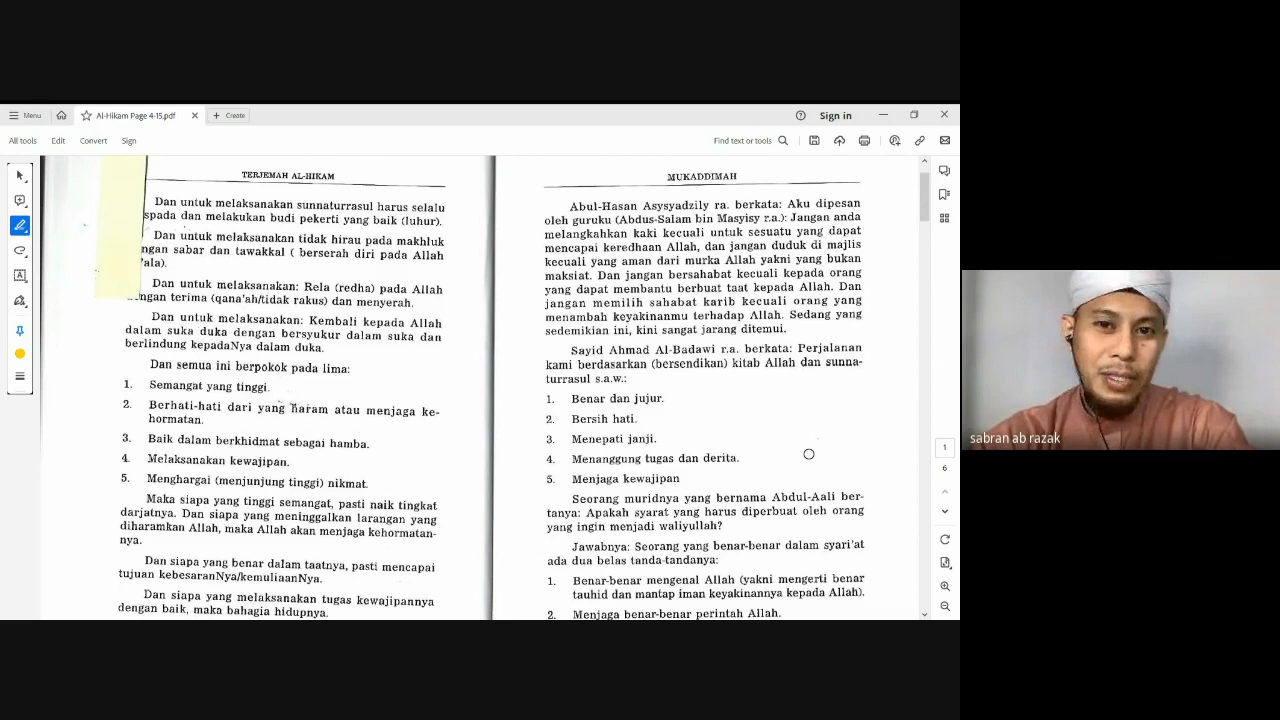 Menu
Al-Hikam Page 4-15.pdf
Create
Sign in
All tools
Edit
Convert
Sign
Find text or tools
TERJEMAH AL-HIKAM
Dan untuk melaksanakan sunnaturrasul harus selalu
spada dan melakukan budi pekerti yang baik (luhur).
Dan untuk melaksanakan tidak hirau pada makhluk
ngan sabar dan tawakkal ( berserah diri pada Allah
'ala).
Dan untuk melaksanakan: Rela (redha) pada Allah
engan terima (qana'ah/tidak rakus) dan menyerah.
Dan untuk melaksanakan: Kembali kepada Allah
dalam suka duka dengan bersyukur dalam suka dan
berlindung kepadaNya dalam duka.
Dan semua ini berpokok pada lima:
1. Semangat yang tinggi.
2. Berhati-hati dari yang haram atau menjaga ke-
hormatan.
3. Baik dalam berkhidmat sebagai hamba.
4. Melaksanakan kewajipan.
5. Menghargai (menjunjung tinggi) nikmat.
Maka siapa yang tinggi semangat, pasti naik tingkat
darjatnya. Dan siapa yang meninggalkan larangan yang
diharamkan Allah, maka Allah akan menjaga kehormatan-
nya.
Dan siapa yang benar dalam taatnya, pasti mencapai
tujuan kebesaranNya/kemuliaanNya.
Dan siapa yang melaksanakan tugas kewajipannya
dengan baik, maka bahagia hidupnya.
MUKADDIMAH
Abul-Hasan Asysyadzily ra. berkata: Aku dipesan
oleh guruku (Abdus-Salam bin Masyisy r.a.): Jangan anda
melangkahkan kaki kecuali untuk sesuatu yang dapat
mencapai keredhaan Allah, dan jangan duduk di majlis
kecuali yang aman dari murka Allah yakni yang bukan
maksiat. Dan jangan bersahabat kecuali kepada orang
yang dapat membantu berbuat taat kepada Allah. Dan
jangan memilih sahabat karib kecuali orang yang
menambah keyakinanmu terhadap Allah. Sedang yang
sedemikian ini, kini sangat jarang ditemui.
Sayid Ahmad Al-Badawi r.a. berkata: Perjalanan
kami berdasarkan (bersendikan) kitab Allah dan sunna-
turrasul s.a.w.:
1. Benar dan jujur.
2. Bersih hati.
3. Menepati janji.
4. Menanggung tugas dan derita.
5. Menjaga kewajipan
Seorang muridnya yang bernama Abdul-Aali ber-
tanya: Apakah syarat yang harus diperbuat oleh orang
yang ingin menjadi waliyullah?
Jawabnya: Seorang yang benar-benar dalam syari'at
ada dua belas tanda-tandanya:
1. Benar-benar mengenal Allah (yakni mengerti benar
tauhid dan mantap iman keyakinannya kepada Allah).
2. Menjaga benar-benar perintah Allah.
1
6
sabran ab razak